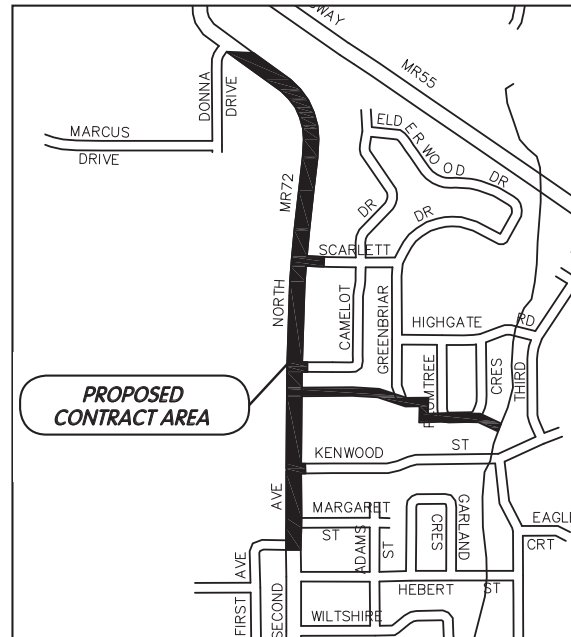 MR55
DONNA
DRIVE
MARCUS
DRIVE
ELDERWOOD DR
MR72
DR
DR
SCARLETT
NORTH
CAMELOT
GREENBRIAR
HIGHGATE RD
PROPOSED
CONTRACT AREA
CRES
THIRD
KENWOOD ST
AVE
MARGARET
ST
ADAMS
ST
CRES
GARLAND
EAGLE
CRT
HEBERT ST
FIRST AVE
SECOND
WILTSHIRE